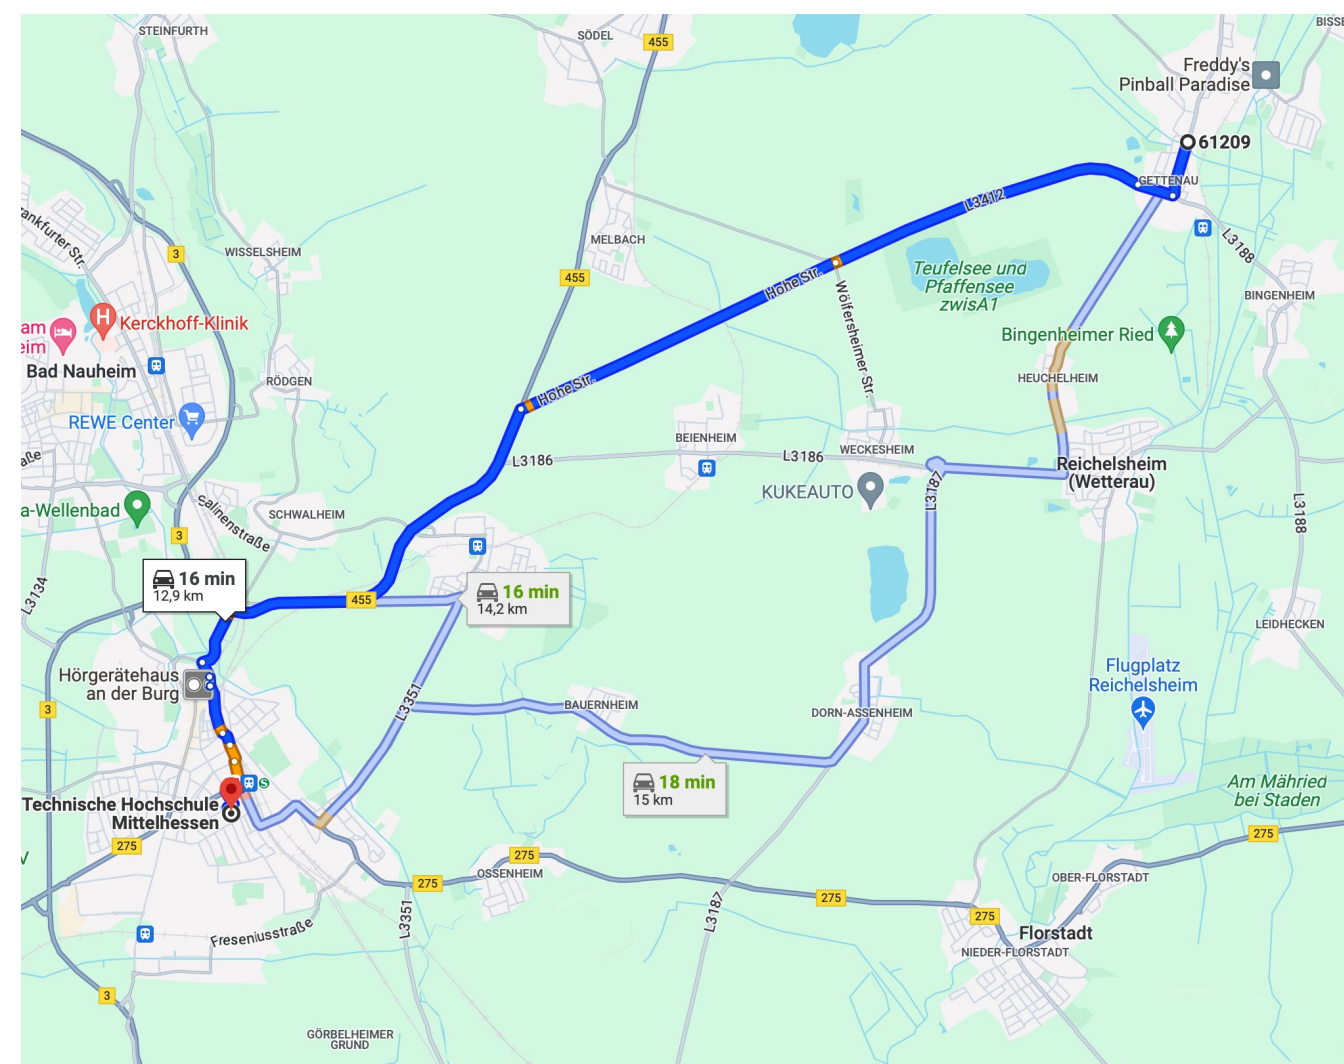 STEINFURTH
SÖDEL
455
BISSE
Freddy's
Pinball Paradise
61209
GETTENAU
L3412
L3188
MELBACH
WISSELSHEIM
3
ankfurter Str.
455
Hohe Str.
Teufelsee und
Pfaffensee
zwisA1
BINGENHEIM
Kerckhoff-Klinik
am
eim
Bad Nauheim
Wölfersheimer Str.
Bingenheimer Ried
RÖDGEN
HEUCHELHEIM
Hohe Str.
REWE Center
BEIENHEIM
WECKESHEIM
aße
L3186
L3186
Reichelsheim
(Wetterau)
KUKEAUTO
L3187
a-Wellenbad
calinenstraße
SCHWALHEIM
L3188
3
16 min
12,9 km
L3134
455
16 min
14,2 km
LEIDHECKEN
Hörgerätehaus
an der Burg
Flugplatz
Reichelsheim
3
L3351
BAUERNHEIM
DORN-ASSENHEIM
18 min
15 km
S
Am Mähried
bei Staden
Technische Hochschule
Mittelhessen
275
275
275
OSSENHEIM
275
OBER-FLORSTADT
275
L3351
L3187
275
Florstadt
NIEDER-FLORSTADT
Freseniusstraße
3
GÖRBELHEIMER
GRUND